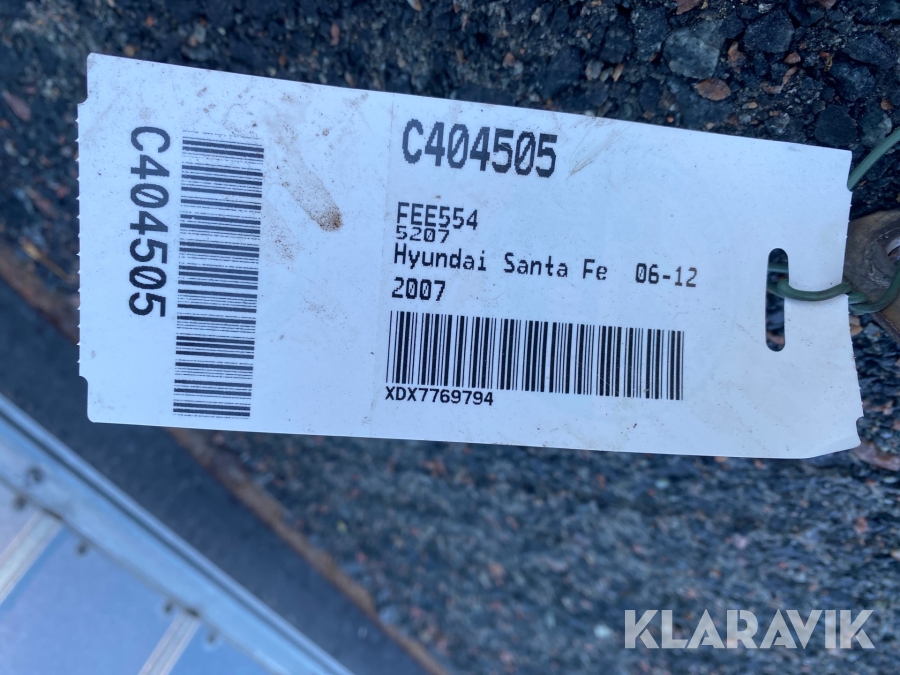 C404505
C404505
FEE554
5207
Hyundai Santa Fe 06-12
2007
XDX7769794
KLARAVIK